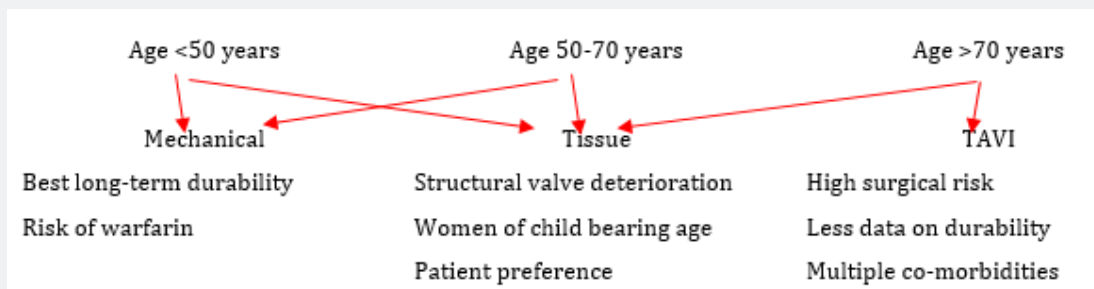 Age <50 years Age 50-70 years Age >70 years
Mechanical Tissue TAVI
Best long-term durability Structural valve deterioration High surgical risk
Risk of warfarin Women of child bearing age Less data on durability
Patient preference Multiple co-morbidities